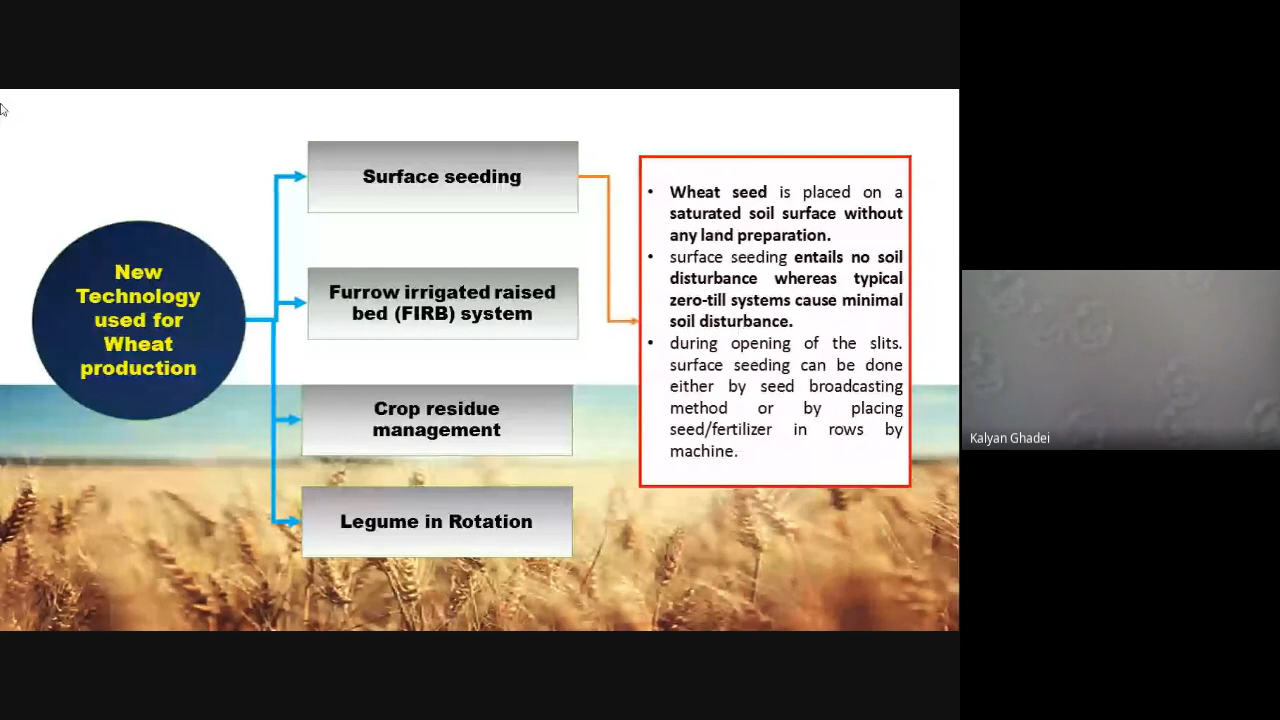 New
Technology
used for
Wheat
production
Surface seeding
Furrow irrigated raised
bed (FIRB) system
Crop residue
management
Legume in Rotation
• Wheat seed is placed on a
saturated soil surface without
any land preparation.
• surface seeding entails no soil
disturbance whereas typical
zero-till systems cause minimal
soil disturbance.
• during opening of the slits.
surface seeding can be done
either by seed broadcasting
method or by placing
seed/fertilizer in rows by
machine.
Kalyan Ghadei